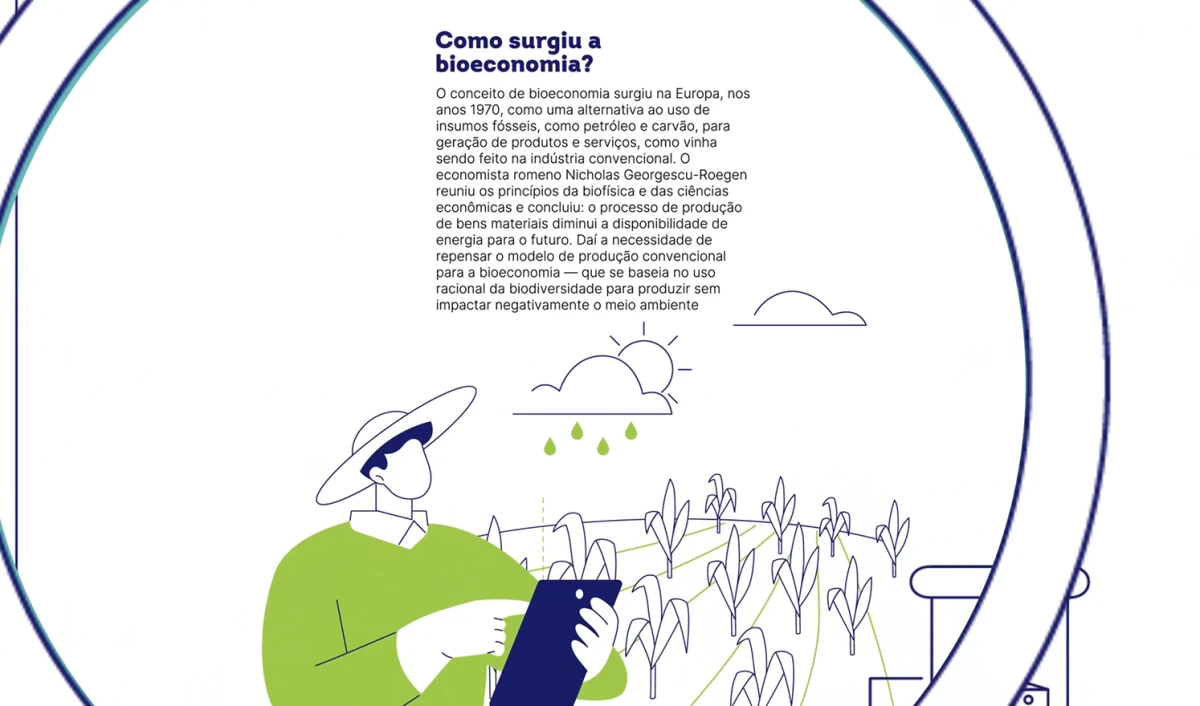 Como surgiu a
bioeconomia?
O conceito de bioeconomia surgiu na Europa, nos
anos 1970, como uma alternativa ao uso de
insumos fósseis, como petróleo e carvão, para
geração de produtos e serviços, como vinha
sendo feito na indústria convencional. O
economista romeno Nicholas Georgescu-Roegen
reuniu os princípios da biofísica e das ciências
econômicas e concluiu: o processo de produção
de bens materiais diminui a disponibilidade de
energia para o futuro. Daí a necessidade de
repensar o modelo de produção convencional
para a bioeconomia — que se baseia no uso
racional da biodiversidade para produzir sem
impactar negativamente o meio ambiente